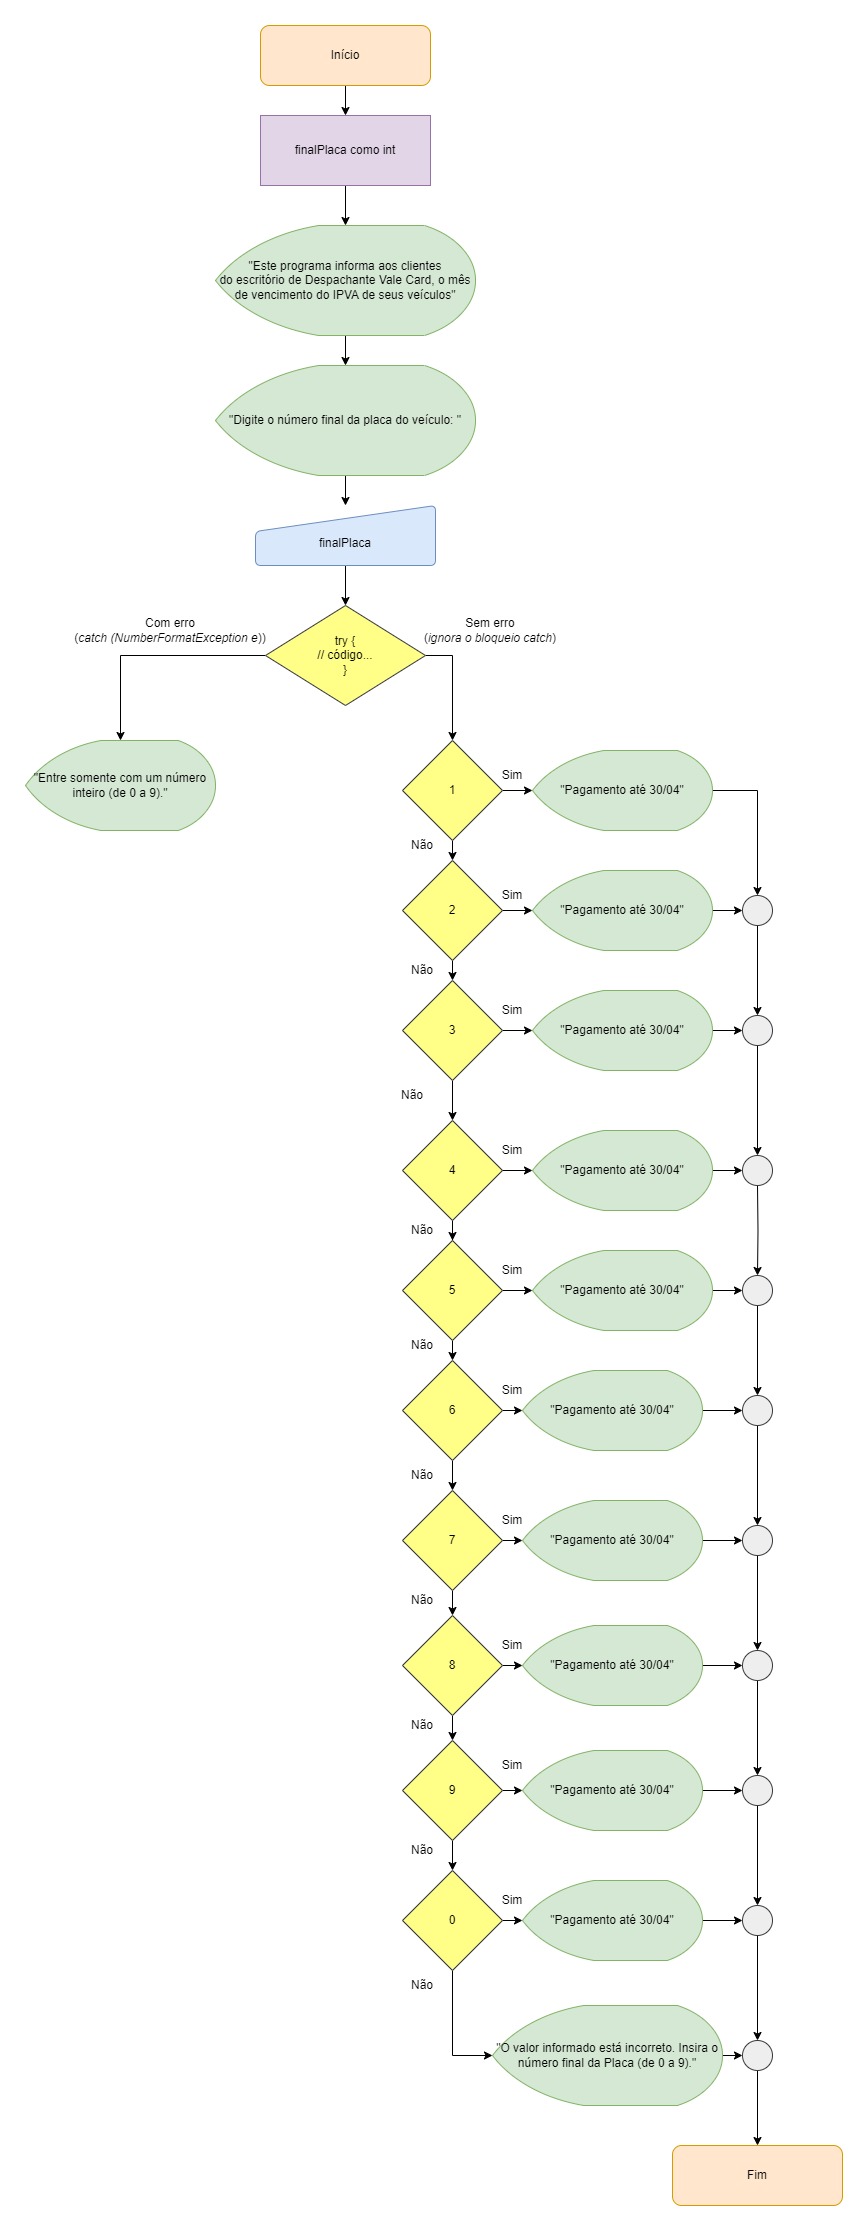 Início
finalPlaca como int
"Este programa informa aos clientes
do escritório de Despachante Vale Card, o mês
de vencimento do IPVA de seus veículos"
"Digite o número final da placa do veículo: "
finalPlaca
Com erro
(catch (NumberFormatException e))
try {
// código...
}
Sem erro
(ignora o bloqueio catch)
"Entre somente com um número
inteiro (de 0 a 9)."
1
Sim
"Pagamento até 30/04"
Não
2
Sim
"Pagamento até 30/04"
Não
3
Sim
"Pagamento até 30/04"
Não
4
Sim
"Pagamento até 30/04"
Não
5
Sim
"Pagamento até 30/04"
Não
6
Sim
"Pagamento até 30/04"
Não
7
Sim
"Pagamento até 30/04"
Não
8
Sim
"Pagamento até 30/04"
Não
9
Sim
"Pagamento até 30/04"
Não
0
Sim
"Pagamento até 30/04"
Não
"O valor informado está incorreto. Insira o
número final da Placa (de 0 a 9)."
Fim